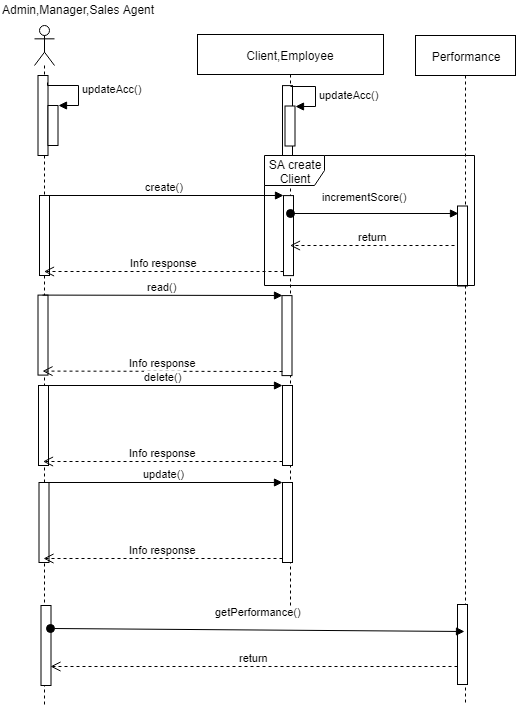 Admin,Manager,Sales Agent
Client,Employee
Performance
updateAcc()
updateAcc()
SA create
Client
create()
incrementScore()
return
Info response
read()
Info response
delete()
Info response
update()
Info response
getPerformance()
return